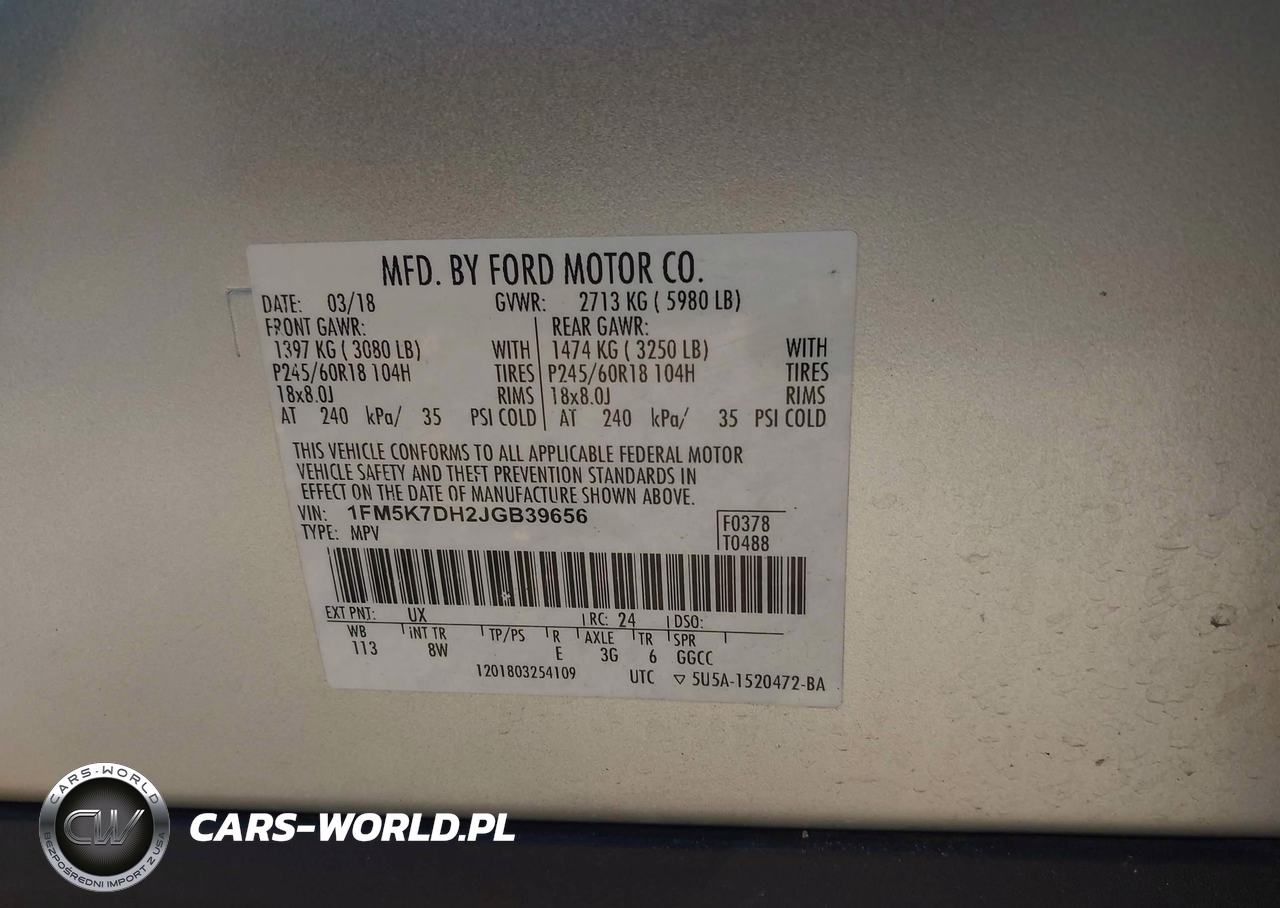 MFD. BY FORD MOTOR CO.
DATE: 03/18 GVWR: 2713 KG ( 5980 LB)
FRONT GAWR: REAR GAWR:
1397 KG ( 3080 LB) WITH 1474 KG ( 3250 LB) WITH
P245/60R18 104H TIRES P245/60R18 104H TIRES
18x8.0J RIMS 18x8.0J RIMS
AT 240 kPa/ 35 PSI COLD AT 240 kPa/ 35 PSI COLD
THIS VEHICLE CONFORMS TO ALL APPLICABLE FEDERAL MOTOR
VEHICLE SAFETY AND THEFT PREVENTION STANDARDS IN
EFFECT ON THE DATE OF MANUFACTURE SHOWN ABOVE.
VIN: 1FM5K7DH2JGB39656 F0378
TYPE: MPV T0488
EXT PNT: UX RC: 24 DSO:
WB INT TR TP/PS R AXLE TR SPR
113 8W E 3G 6 GGCC
1201803254109 UTC ▽ 5U5A-1520472-BA
CARS-WORLD
CW
BEZPOŚREDNI IMPORT Z USA
CARS-WORLD.PL